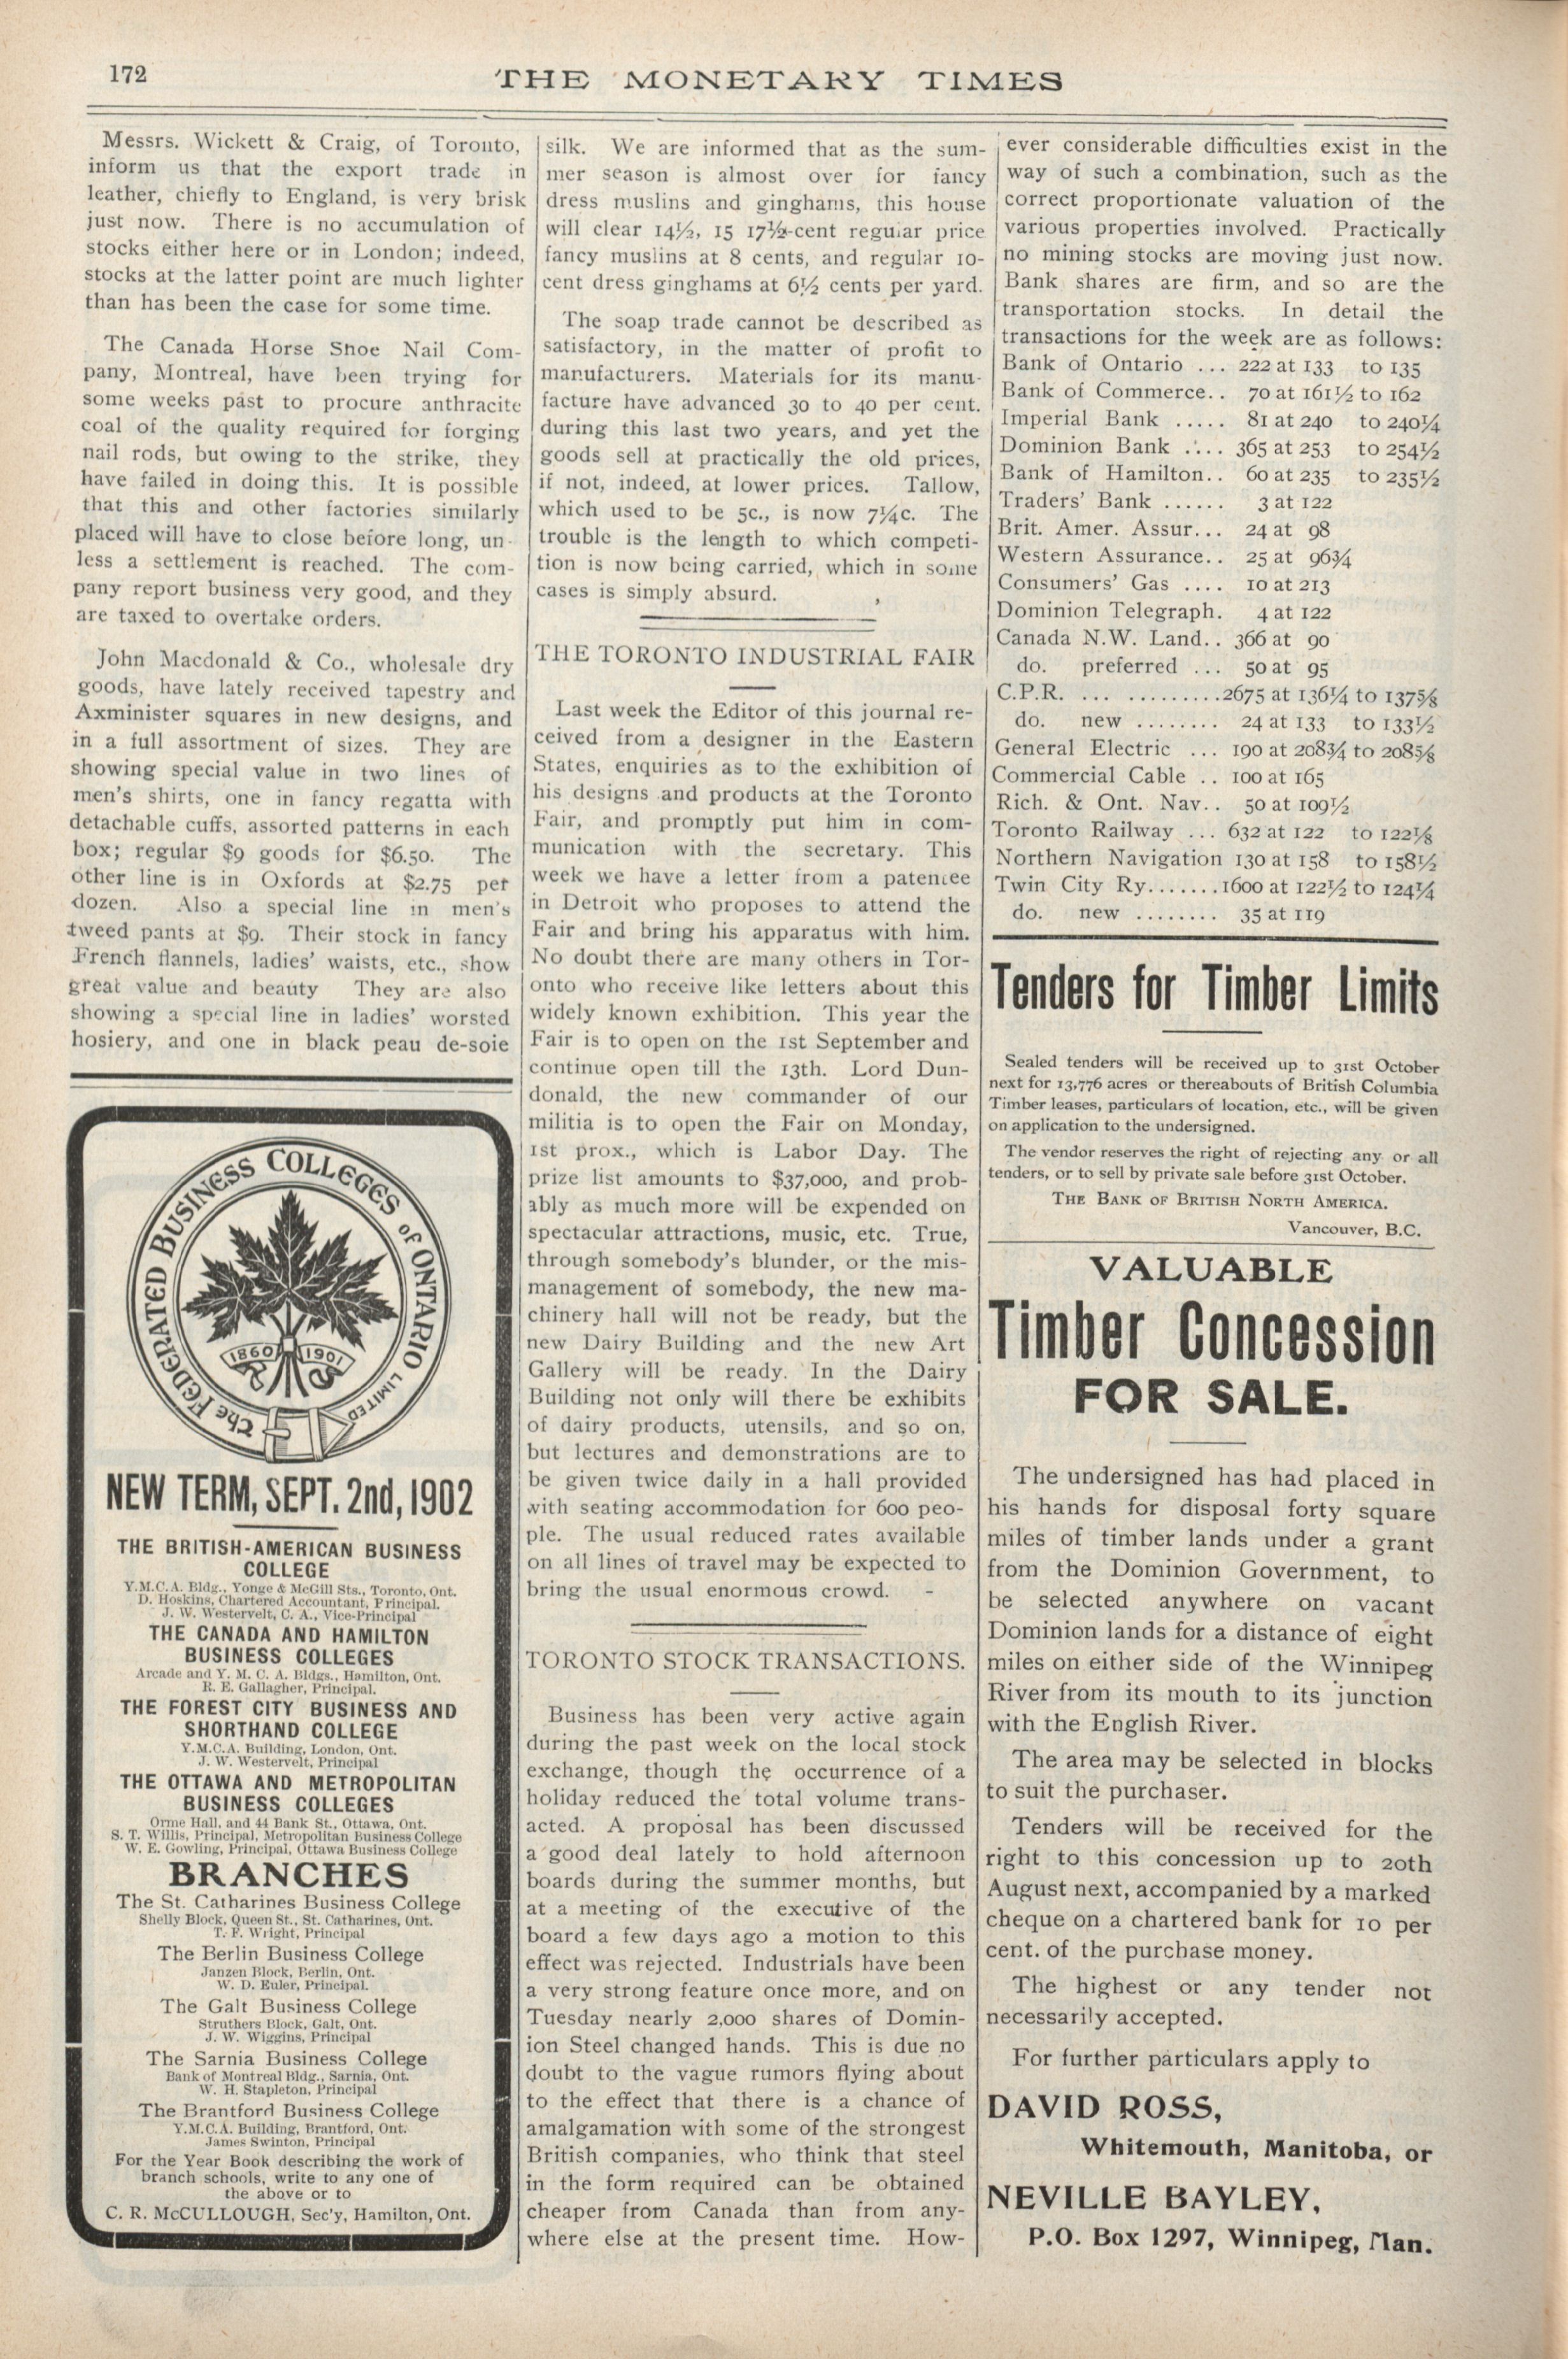 172
THE MONETARY TIMES
Messrs. Wickett & Craig, of Toronto,
inform us that the export trade in
leather, chiefly to England, is very brisk
just now. There is no accumulation of
stocks either here or in London; indeed,
stocks at the latter point are much lighter
than has been the case for some time.
The Canada Horse Shoe Nail Com-
pany, Montreal, have been trying for
some weeks past to procure anthracite
coal of the quality required for forging
nail rods, but owing to the strike, they
have failed in doing this. It is possible
that this and other factories similarly
placed will have to close before long, un-
less a settlement is reached. The com-
pany report business very good, and they
are taxed to overtake orders.
John Macdonald & Co., wholesale dry
goods, have lately received tapestry and
Axminister squares in new designs, and
in a full assortment of sizes. They are
showing special value in two lines of
men's shirts, one in fancy regatta with
detachable cuffs, assorted patterns in each
box; regular $9 goods for $6.50. The
other line is in Oxfords at $2.75 per
dozen. Also a special line in men's
tweed pants at $9. Their stock in fancy
French flannels, ladies' waists, etc., show
great value and beauty They are also
showing a special line in ladies' worsted
hosiery, and one in black peau de-soie
The FEDERATED BUSINESS COLLEGES OF ONTARIO LIMITED
1860 1901
NEW TERM, SEPT. 2nd, 1902
THE BRITISH-AMERICAN BUSINESS
COLLEGE
Y.M.C.A. Bldg., Yonge & McGill Sts., Toronto, Ont.
D. Hoskins, Chartered Accountant, Principal.
J. W. Westervelt, C. A., Vice-Principal
THE CANADA AND HAMILTON
BUSINESS COLLEGES
Arcade and Y. M. C. A. Bldgs., Hamilton, Ont.
R. E. Gallagher, Principal.
THE FOREST CITY BUSINESS AND
SHORTHAND COLLEGE
Y.M.C.A. Building, London, Ont.
J. W. Westervelt, Principal
THE OTTAWA AND METROPOLITAN
BUSINESS COLLEGES
Orme Hall, and 44 Bank St., Ottawa, Ont.
S. T. Willis, Principal, Metropolitan Business College
W. E. Gowling, Principal, Ottawa Business College
BRANCHES
The St. Catharines Business College
Shelly Block, Queen St., St. Catharines, Ont.
T. F. Wright, Principal
The Berlin Business College
Janzen Block, Berlin, Ont.
W. D. Euler, Principal.
The Galt Business College
Struthers Block, Galt, Ont.
J. W. Wiggins, Principal
The Sarnia Business College
Bank of Montreal Bldg., Sarnia, Ont.
W. H. Stapleton, Principal
The Brantford Business College
Y.M.C.A. Building, Brantford, Ont.
James Swinton, Principal
For the Year Book describing the work of
branch schools, write to any one of
the above or to
C. R. McCULLOUGH, Sec'y, Hamilton, Ont.
silk. We are informed that as the sum-
mer season is almost over for fancy
dress muslins and ginghams, this house
will clear 14½, 15 17½-cent regular price
fancy muslins at 8 cents, and regular 10-
cent dress ginghams at 6½ cents per yard.
The soap trade cannot be described as
satisfactory, in the matter of profit to
manufacturers. Materials for its manu-
facture have advanced 30 to 40 per cent.
during this last two years, and yet the
goods sell at practically the old prices,
if not, indeed, at lower prices. Tallow,
which used to be 5c., is now 7¼c. The
trouble is the length to which competi-
tion is now being carried, which in some
cases is simply absurd.
THE TORONTO INDUSTRIAL FAIR
Last week the Editor of this journal re-
ceived from a designer in the Eastern
States, enquiries as to the exhibition of
his designs and products at the Toronto
Fair, and promptly put him in com-
munication with the secretary. This
week we have a letter from a patentee
in Detroit who proposes to attend the
Fair and bring his apparatus with him.
No doubt there are many others in Tor-
onto who receive like letters about this
widely known exhibition. This year the
Fair is to open on the 1st September and
continue open till the 13th. Lord Dun-
donald, the new commander of our
militia is to open the Fair on Monday,
1st prox., which is Labor Day. The
prize list amounts to $37,000, and prob-
ably as much more will be expended on
spectacular attractions, music, etc. True,
through somebody's blunder, or the mis-
management of somebody, the new ma-
chinery hall will not be ready, but the
new Dairy Building and the new Art
Gallery will be ready. In the Dairy
Building not only will there be exhibits
of dairy products, utensils, and so on,
but lectures and demonstrations are to
be given twice daily in a hall provided
with seating accommodation for 600 peo-
ple. The usual reduced rates available
on all lines of travel may be expected to
bring the usual enormous crowd.
TORONTO STOCK TRANSACTIONS.
Business has been very active again
during the past week on the local stock
exchange, though the occurrence of a
holiday reduced the total volume trans-
acted. A proposal has been discussed
a good deal lately to hold afternoon
boards during the summer months, but
at a meeting of the executive of the
board a few days ago a motion to this
effect was rejected. Industrials have been
a very strong feature once more, and on
Tuesday nearly 2,000 shares of Domin-
ion Steel changed hands. This is due no
doubt to the vague rumors flying about
to the effect that there is a chance of
amalgamation with some of the strongest
British companies, who think that steel
in the form required can be obtained
cheaper from Canada than from any-
where else at the present time. How-
ever considerable difficulties exist in the
way of such a combination, such as the
correct proportionate valuation of the
various properties involved. Practically
no mining stocks are moving just now.
Bank shares are firm, and so are the
transportation stocks. In detail the
transactions for the week are as follows:
Bank of Ontario ... 222 at 133 to 135
Bank of Commerce.. 70 at 161½ to 162
Imperial Bank ..... 81 at 240 to 240¼
Dominion Bank .... 365 at 253 to 254½
Bank of Hamilton.. 60 at 235 to 235½
Traders' Bank ...... 3 at 122
Brit. Amer. Assur... 24 at 98
Western Assurance.. 25 at 96¾
Consumers' Gas .... 10 at 213
Dominion Telegraph. 4 at 122
Canada N.W. Land.. 366 at 90
do. preferred ... 50 at 95
C.P.R. ... .........2675 at 136¼ to 137⅝
do. new ........ 24 at 133 to 133½
General Electric ... 190 at 208¾ to 208⅝
Commercial Cable .. 100 at 165
Rich. & Ont. Nav.. 50 at 109½
Toronto Railway ... 632 at 122 to 122⅛
Northern Navigation 130 at 158 to 158½
Twin City Ry.......1600 at 122½ to 124¼
do. new ........ 35 at 119
Tenders for Timber Limits
Sealed tenders will be received up to 31st October
next for 13,776 acres or thereabouts of British Columbia
Timber leases, particulars of location, etc., will be given
on application to the undersigned.
The vendor reserves the right of rejecting any or all
tenders, or to sell by private sale before 31st October.
THE BANK OF BRITISH NORTH AMERICA.
Vancouver, B.C.
VALUABLE
Timber Concession
FOR SALE.
The undersigned has had placed in
his hands for disposal forty square
miles of timber lands under a grant
from the Dominion Government, to
be selected anywhere on vacant
Dominion lands for a distance of eight
miles on either side of the Winnipeg
River from its mouth to its junction
with the English River.
The area may be selected in blocks
to suit the purchaser.
Tenders will be received for the
right to this concession up to 20th
August next, accompanied by a marked
cheque on a chartered bank for 10 per
cent. of the purchase money.
The highest or any tender not
necessarily accepted.
For further particulars apply to
DAVID ROSS,
Whitemouth, Manitoba, or
NEVILLE BAYLEY,
P.O. Box 1297, Winnipeg, Man.